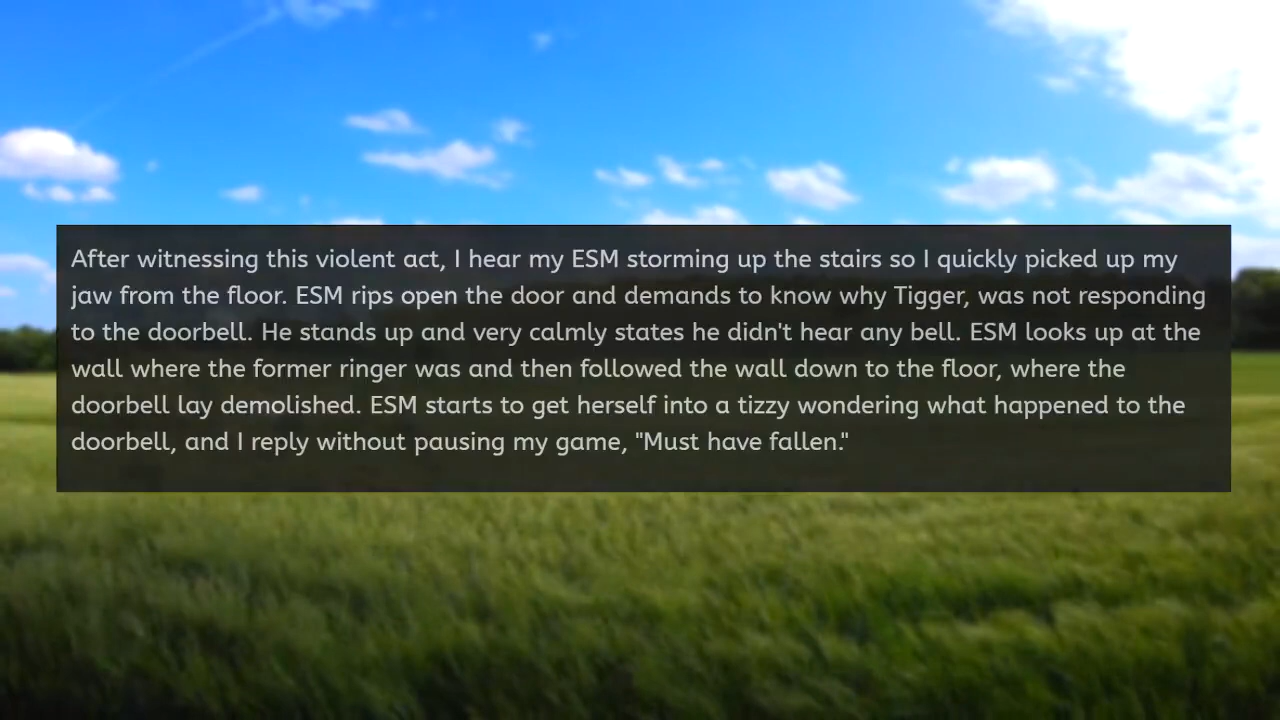 After witnessing this violent act, I hear my ESM storming up the stairs so I quickly picked up my
jaw from the floor. ESM rips open the door and demands to know why Tigger, was not responding
to the doorbell. He stands up and very calmly states he didn't hear any bell. ESM looks up at the
wall where the former ringer was and then followed the wall down to the floor, where the
doorbell lay demolished. ESM starts to get herself into a tizzy wondering what happened to the
doorbell, and I reply without pausing my game, "Must have fallen."